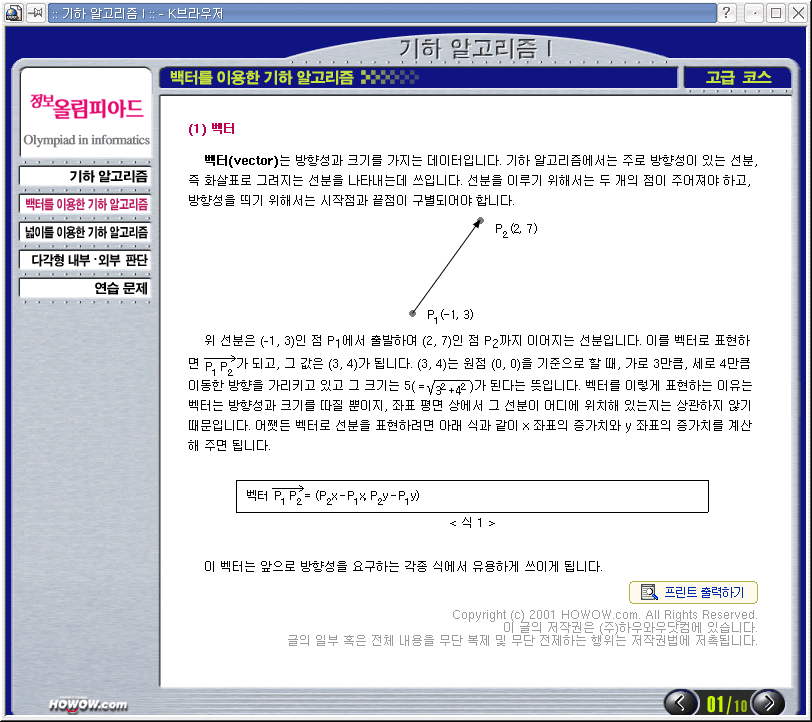 :: 기하 알고리즘 I :: - K브라우저
기하 알고리즘 I
벡터를 이용한 기하 알고리즘
고급 코스
정보올림피아드
Olympiad in informatics
기하 알고리즘
벡터를 이용한 기하 알고리즘
넓이를 이용한 기하 알고리즘
다각형 내부·외부 판단
연습 문제
(1) 벡터
벡터(vector)는 방향성과 크기를 가지는 데이터입니다. 기하 알고리즘에서는 주로 방향성이 있는 선분,
즉 화살표로 그려지는 선분을 나타내는데 쓰입니다. 선분을 이루기 위해서는 두 개의 점이 주어져야 하고,
방향성을 띄기 위해서는 시작점과 끝점이 구별되어야 합니다.
P2(2, 7)
P1(-1, 3)
위 선분은 (-1, 3)인 점 P1에서 출발하여 (2, 7)인 점 P2까지 이어지는 선분입니다. 이를 벡터로 표현하
면 P1 P2가 되고, 그 값은 (3, 4)가 됩니다. (3, 4)는 원점 (0, 0)을 기준으로 할 때, 가로 3만큼, 세로 4만큼
이동한 방향을 가리키고 있고 그 크기는 5(=√3²+4²)가 된다는 뜻입니다. 벡터를 이렇게 표현하는 이유는
벡터는 방향성과 크기를 따질 뿐이지, 좌표 평면 상에서 그 선분이 어디에 위치해 있는지는 상관하지 않기
때문입니다. 어쨋든 벡터로 선분을 표현하려면 아래 식과 같이 x 좌표의 증가치와 y 좌표의 증가치를 계산
해 주면 됩니다.
벡터 P1 P2 = (P2x-P1x, P2y-P1y)
< 식 1 >
이 벡터는 앞으로 방향성을 요구하는 각종 식에서 유용하게 쓰이게 됩니다.
프린트 출력하기
Copyright (c) 2001 HOWOW.com. All Rights Reserved.
이 글의 저작권은 (주)하우와우닷컴에 있습니다.
글의 일부 혹은 전체 내용을 무단 복제 및 무단 전제하는 행위는 저작권법에 저촉됩니다.
HOWOW.com
01/10